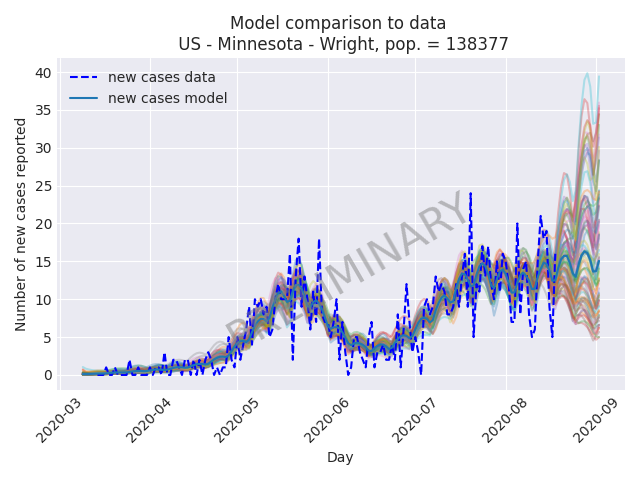 Model comparison to data
US - Minnesota - Wright, pop. = 138377
new cases data
new cases model
PRELIMINARY
Number of new cases reported
40
35
30
25
20
15
10
5
0
2020-03
2020-04
2020-05
2020-06
2020-07
2020-08
2020-09
Day